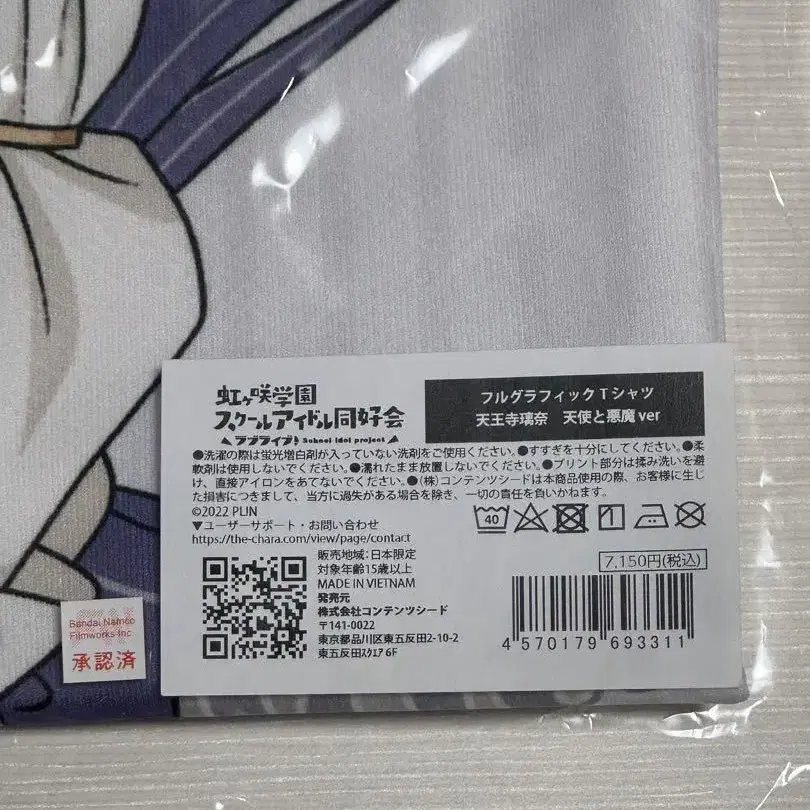 虹ヶ咲学園
スクールアイドル同好会
ラブライブ! School idol project
フルグラフィックTシャツ
天王寺璃奈 天使と悪魔 ver
●洗濯の際は蛍光増白剤が入っていない洗剤をご使用ください。●すすぎを十分にしてください。●柔
軟剤は使用しないでください。●濡れたまま放置しないでください。●プリント部分は揉み洗いを避
け、直接アイロンをあてないでください。●(株)コンテンツシードは本商品使用の際、お客様に生じ
た損害につきまして、当方に過失がある場合を除き、一切の責任を負いかねます。
©2022 PLIN
▼ユーザーサポート・お問い合わせ
https://the-chara.com/view/page/contact
40
販売地域:日本限定
対象年齢15歳以上
MADE IN VIETNAM
発売元
株式会社コンテンツシード
〒141-0022
東京都品川区東五反田2-10-2
東五反田スクエア 6F
7,150円(税込)
4 570179 693311
Bandai Namco
Filmworks Inc
承認済